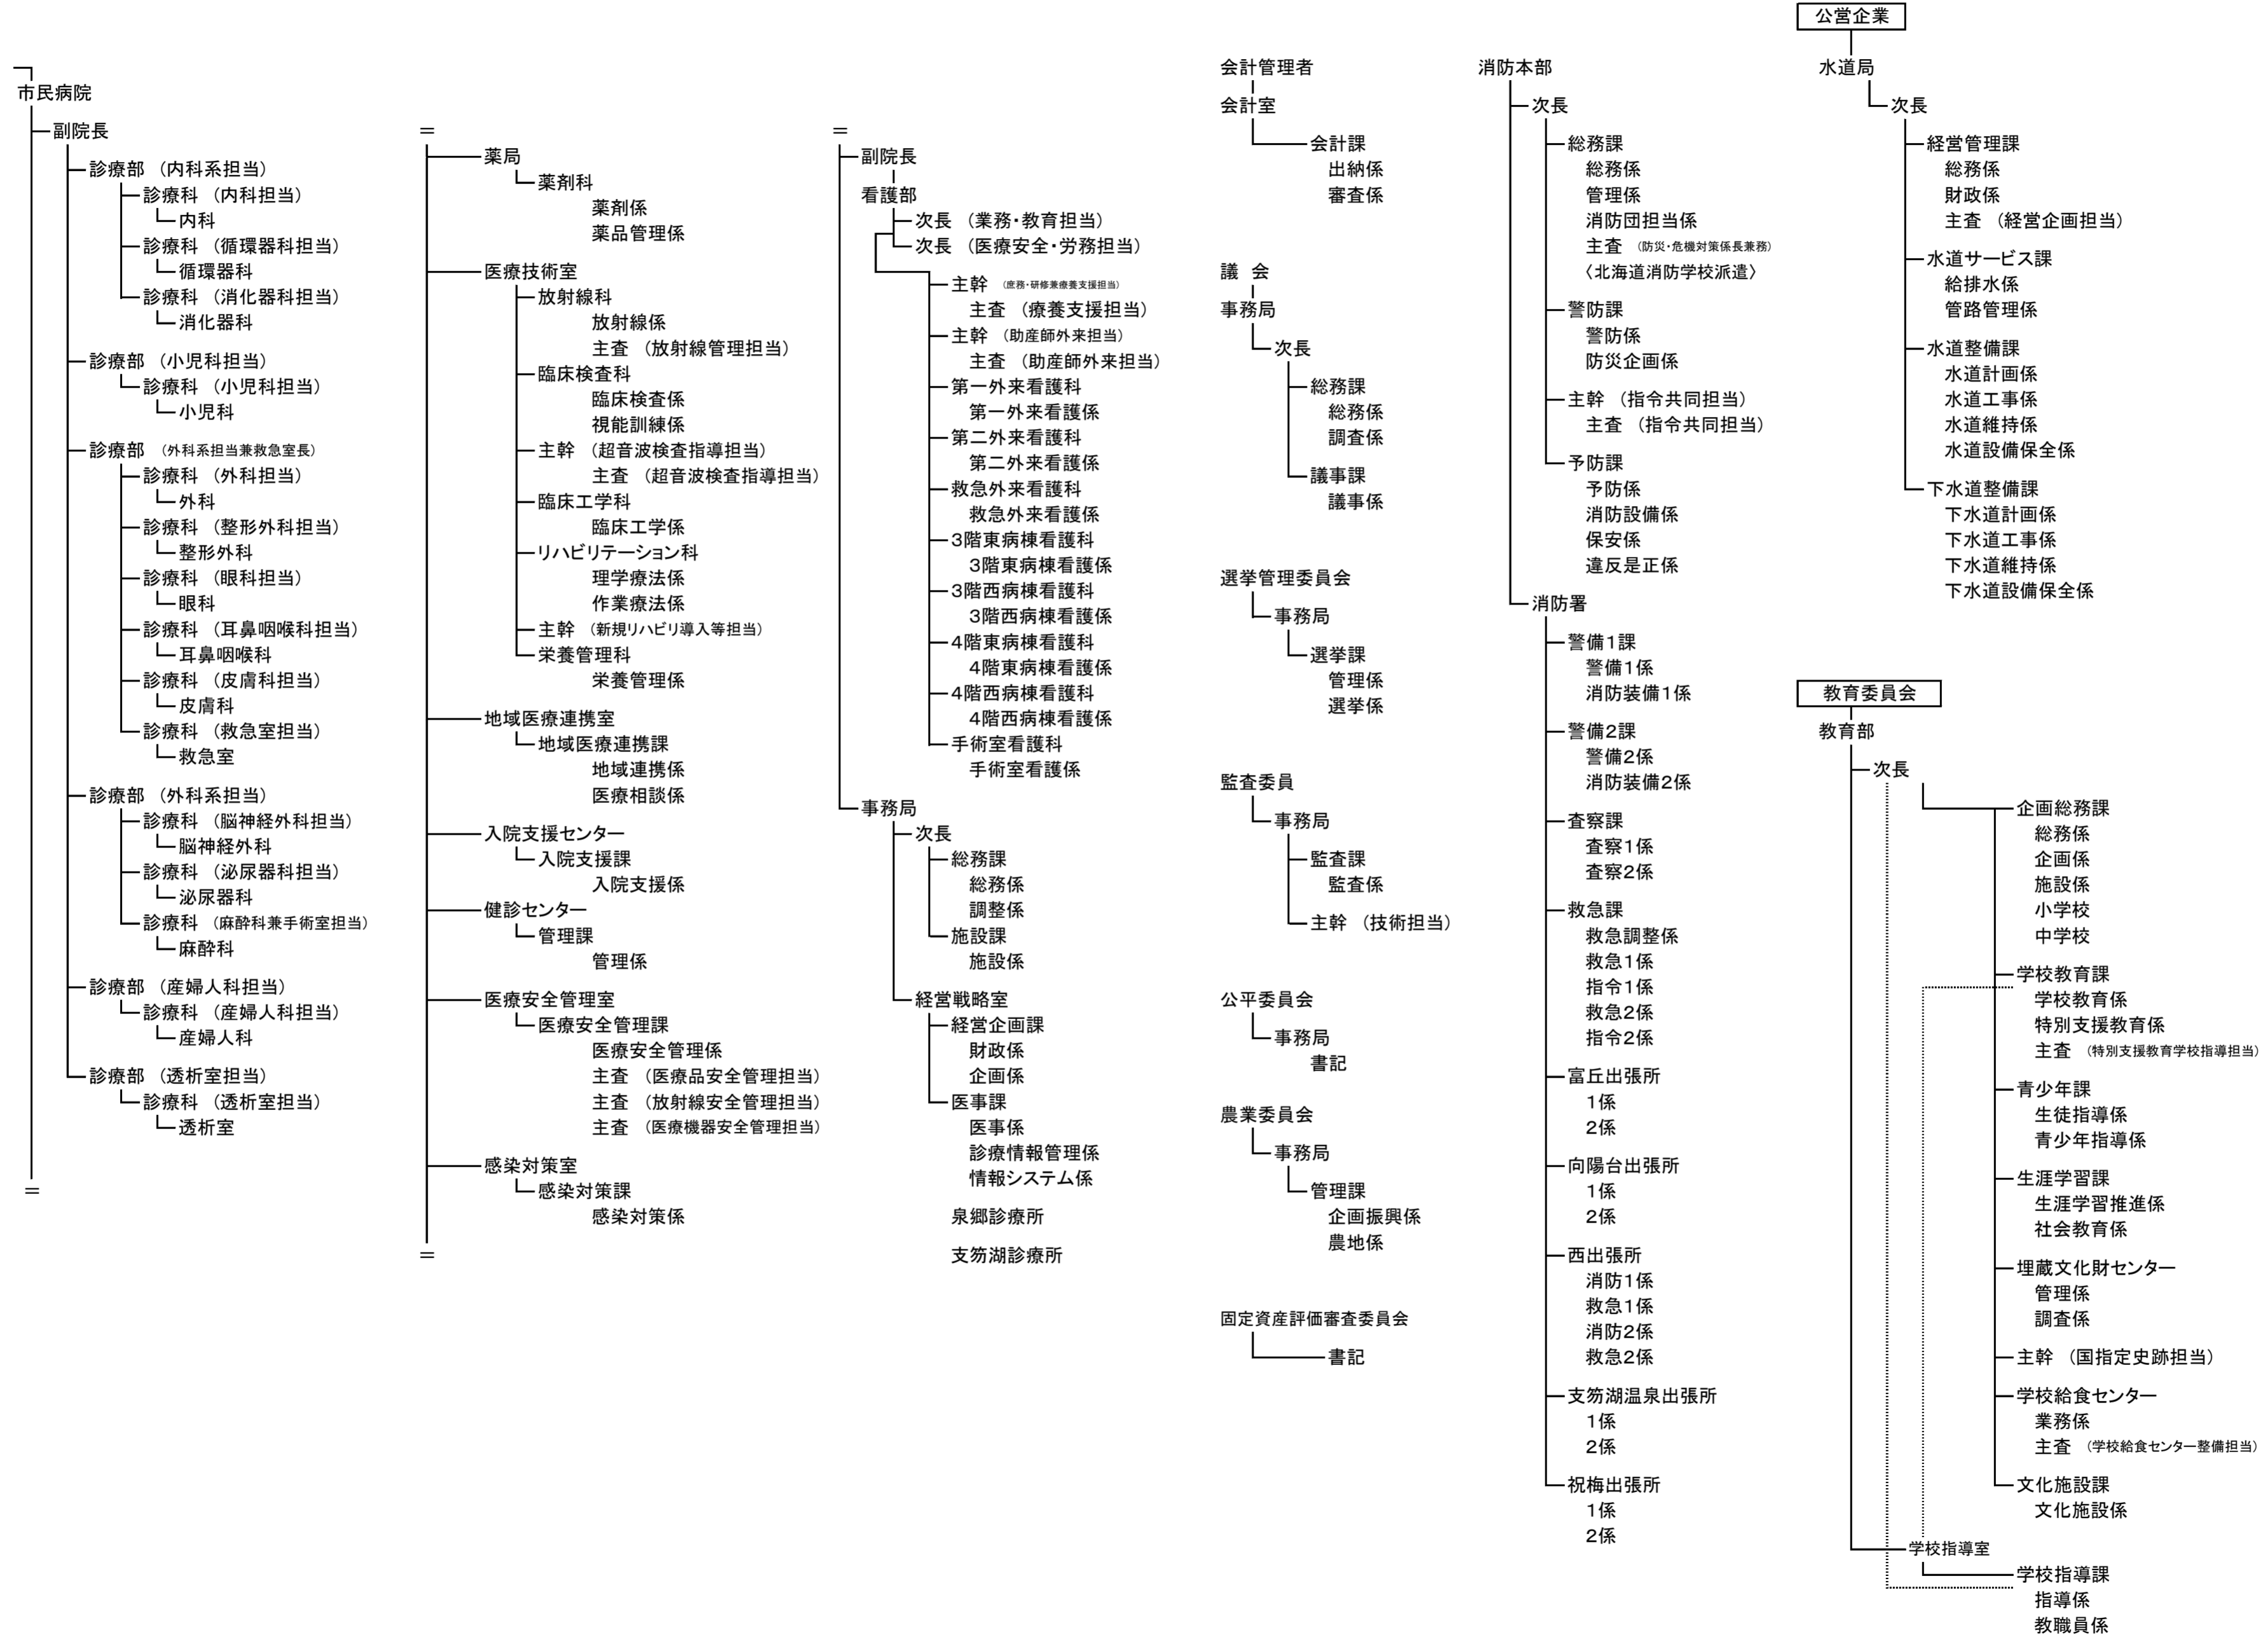 市民病院
副院長
診療部（内科系担当）
診療科（内科担当）
内科
診療科（循環器科担当）
循環器科
診療科（消化器科担当）
消化器科
診療部（小児科担当）
診療科（小児科担当）
小児科
診療部（外科系担当兼救急室長）
診療科（外科担当）
外科
診療科（整形外科担当）
整形外科
診療科（眼科担当）
眼科
診療科（耳鼻咽喉科担当）
耳鼻咽喉科
診療科（皮膚科担当）
皮膚科
診療科（救急室担当）
救急室
診療部（外科系担当）
診療科（脳神経外科担当）
脳神経外科
診療科（泌尿器科担当）
泌尿器科
診療科（麻酔科兼手術室担当）
麻酔科
診療部（産婦人科担当）
診療科（産婦人科担当）
産婦人科
診療部（透析室担当）
診療科（透析室担当）
透析室
＝
＝
薬局
薬剤科
薬剤係
薬品管理係
医療技術室
放射線科
放射線係
主査（放射線管理担当）
臨床検査科
臨床検査係
視能訓練係
主幹（超音波検査指導担当）
主査（超音波検査指導担当）
臨床工学科
臨床工学係
リハビリテーション科
理学療法係
作業療法係
主幹（新規リハビリ導入等担当）
栄養管理科
栄養管理係
地域医療連携室
地域医療連携課
地域連携係
医療相談係
入院支援センター
入院支援課
入院支援係
健診センター
管理課
管理係
医療安全管理室
医療安全管理課
医療安全管理係
主査（医療品安全管理担当）
主査（放射線安全管理担当）
主査（医療機器安全管理担当）
感染対策室
感染対策課
感染対策係
＝
＝
副院長
看護部
次長（業務・教育担当）
次長（医療安全・労務担当）
主幹（庶務・研修兼療養支援担当）
主査（療養支援担当）
主幹（助産師外来担当）
主査（助産師外来担当）
第一外来看護科
第一外来看護係
第二外来看護科
第二外来看護係
救急外来看護科
救急外来看護係
３階東病棟看護科
３階東病棟看護係
３階西病棟看護科
３階西病棟看護係
４階東病棟看護科
４階東病棟看護係
４階西病棟看護科
４階西病棟看護係
手術室看護科
手術室看護係
事務局
次長
総務課
総務係
調整係
施設課
施設係
経営戦略室
経営企画課
財政係
企画係
医事課
医事係
診療情報管理係
情報システム係
泉郷診療所
支笏湖診療所
会計管理者
会計室
会計課
出納係
審査係
議　会
事務局
次長
総務課
総務係
調査係
議事課
議事係
選挙管理委員会
事務局
選挙課
管理係
選挙係
監査委員
事務局
監査課
監査係
主幹（技術担当）
公平委員会
事務局
書記
農業委員会
事務局
管理課
企画振興係
農地係
固定資産評価審査委員会
書記
消防本部
次長
総務課
総務係
管理係
消防団担当係
主査（防災・危機対策係長兼務）
〈北海道消防学校派遣〉
警防課
警防係
防災企画係
主幹（指令共同担当）
主査（指令共同担当）
予防課
予防係
消防設備係
保安係
違反是正係
消防署
警備１課
警備１係
消防装備１係
警備２課
警備２係
消防装備２係
査察課
査察１係
査察２係
救急課
救急調整係
救急１係
指令１係
救急２係
指令２係
富丘出張所
１係
２係
向陽台出張所
１係
２係
西出張所
消防１係
救急１係
消防２係
救急２係
支笏湖温泉出張所
１係
２係
祝梅出張所
１係
２係
公営企業
水道局
次長
経営管理課
総務係
財政係
主査（経営企画担当）
水道サービス課
給排水係
管路管理係
水道整備課
水道計画係
水道工事係
水道維持係
水道設備保全係
下水道整備課
下水道計画係
下水道工事係
下水道維持係
下水道設備保全係
教育委員会
教育部
次長
企画総務課
総務係
企画係
施設係
小学校
中学校
学校教育課
学校教育係
特別支援教育係
主査（特別支援教育学校指導担当）
青少年課
生徒指導係
青少年指導係
生涯学習課
生涯学習推進係
社会教育係
埋蔵文化財センター
管理係
調査係
主幹（国指定史跡担当）
学校給食センター
業務係
主査（学校給食センター整備担当）
文化施設課
文化施設係
学校指導室
学校指導課
指導係
教職員係